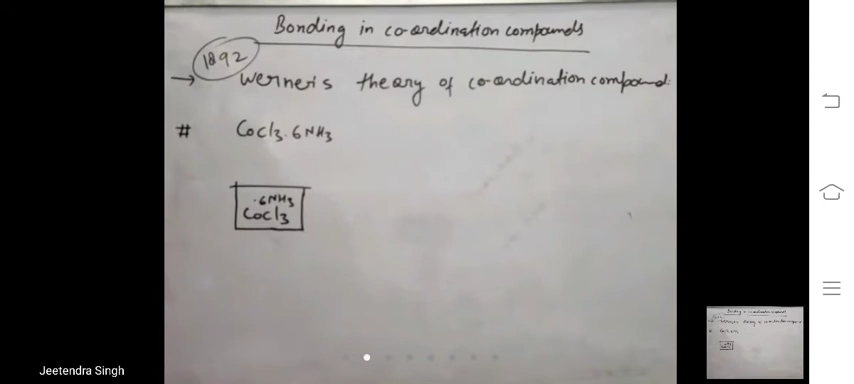 Bonding in co-ordination compounds
1892
→ Werner's theory of co-ordination compound.
# CoCl3.6NH3
.6NH3
CoCl3
Jeetendra Singh